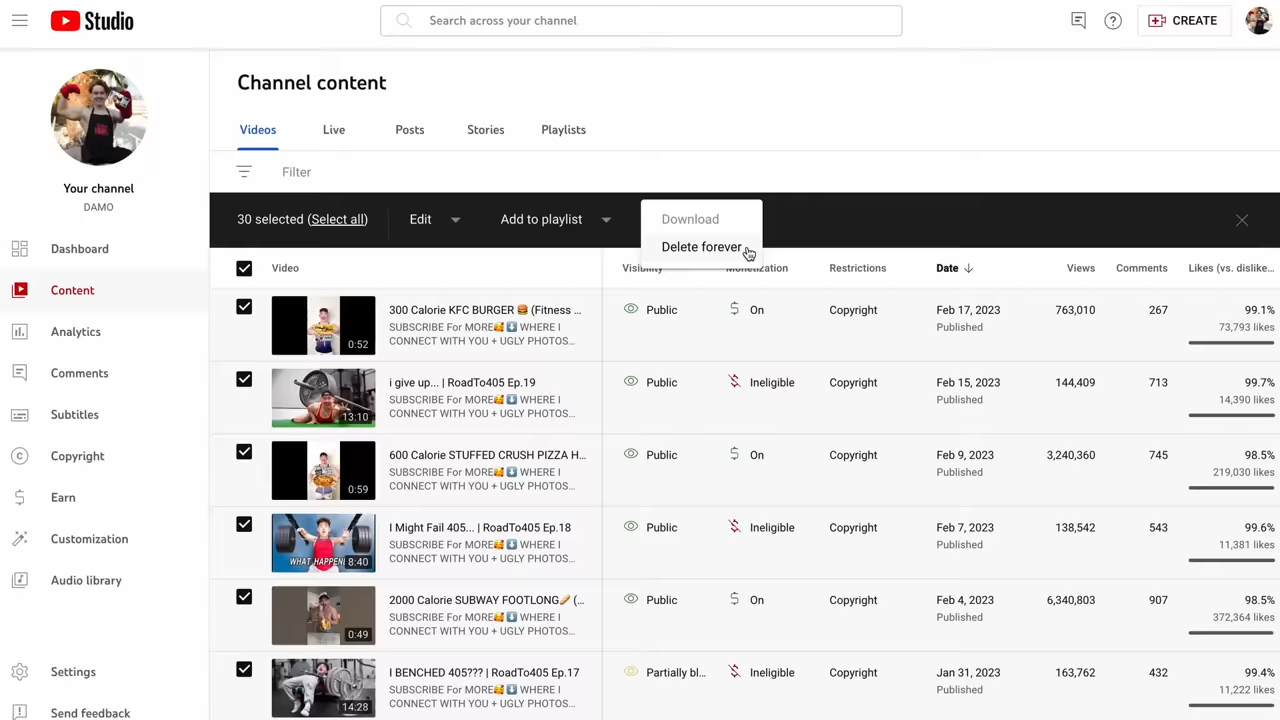 Studio
Search across your channel
CREATE
Channel content
Videos
Live
Posts
Stories
Playlists
Filter
30 selected (Select all)
Edit
Add to playlist
Download
Delete forever
Your channel
DAMO
Dashboard
Content
Analytics
Comments
Subtitles
Copyright
Earn
Customization
Audio library
Settings
Send feedback
Video
Visibility
Monetization
Restrictions
Date
Views
Comments
Likes (vs. dislike...
0:52
300 Calorie KFC BURGER 🍔 (Fitness ...
SUBSCRIBE For MORE🥰⬇️ WHERE I
CONNECT WITH YOU + UGLY PHOTOS...
Public
On
Copyright
Feb 17, 2023
Published
763,010
267
99.1%
73,793 likes
13:10
i give up... | RoadTo405 Ep.19
SUBSCRIBE For MORE🥰⬇️ WHERE I
CONNECT WITH YOU + UGLY PHOTOS...
Public
Ineligible
Copyright
Feb 15, 2023
Published
144,409
713
99.7%
14,390 likes
0:59
600 Calorie STUFFED CRUSH PIZZA H...
SUBSCRIBE For MORE🥰⬇️ WHERE I
CONNECT WITH YOU + UGLY PHOTOS...
Public
On
Copyright
Feb 9, 2023
Published
3,240,360
745
98.5%
219,030 likes
WHAT HAPPEN
8:40
I Might Fail 405... | RoadTo405 Ep.18
SUBSCRIBE For MORE🥰⬇️ WHERE I
CONNECT WITH YOU + UGLY PHOTOS...
Public
Ineligible
Copyright
Feb 7, 2023
Published
138,542
543
99.6%
11,381 likes
0:49
2000 Calorie SUBWAY FOOTLONG🥖 (...
SUBSCRIBE For MORE🥰⬇️ WHERE I
CONNECT WITH YOU + UGLY PHOTOS...
Public
On
Copyright
Feb 4, 2023
Published
6,340,803
907
98.5%
372,364 likes
14:28
I BENCHED 405??? | RoadTo405 Ep.17
SUBSCRIBE For MORE🥰⬇️ WHERE I
CONNECT WITH YOU + UGLY PHOTOS...
Partially bl...
Ineligible
Copyright
Jan 31, 2023
Published
163,762
432
99.4%
11,222 likes